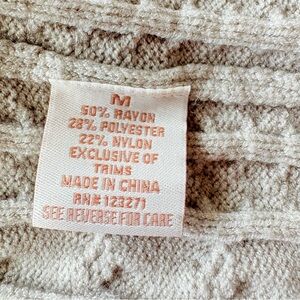 M
50% RAYON
28% POLYESTER
22% NYLON
EXCLUSIVE OF
TRIMS
MADE IN CHINA
RN# 123271
SEE REVERSE FOR CARE